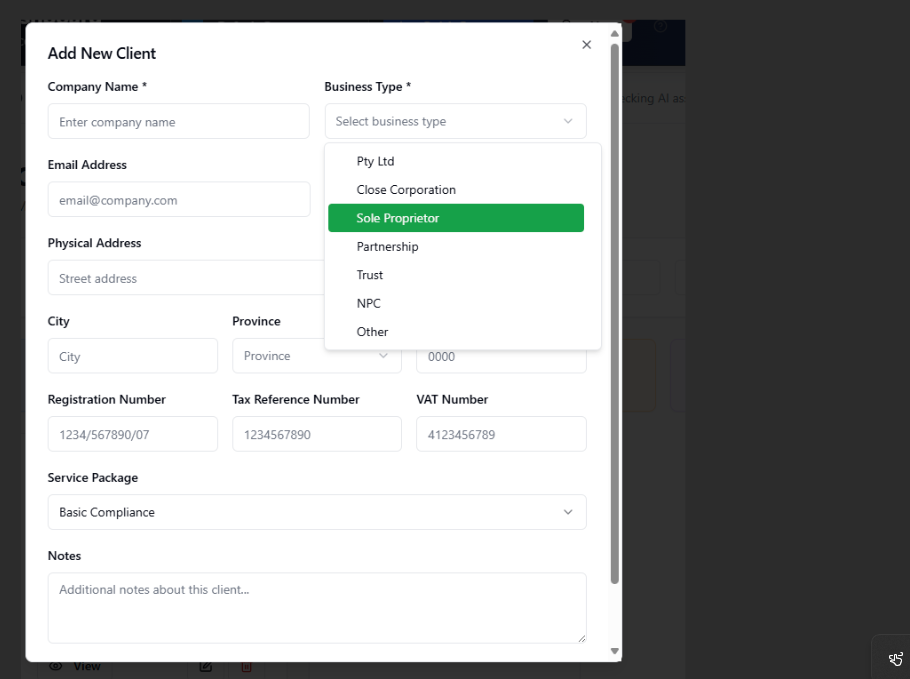 Add New Client
Company Name *
Business Type *
Enter company name
Select business type
ecking AI as
Pty Ltd
Email Address
Close Corporation
email@company.com
Sole Proprietor
Partnership
Physical Address
Trust
Street address
NPC
City
Province
Other
City
Province
0000
Registration Number
Tax Reference Number
VAT Number
1234/567890/07
1234567890
4123456789
Service Package
Basic Compliance
Notes
Additional notes about this client...
View